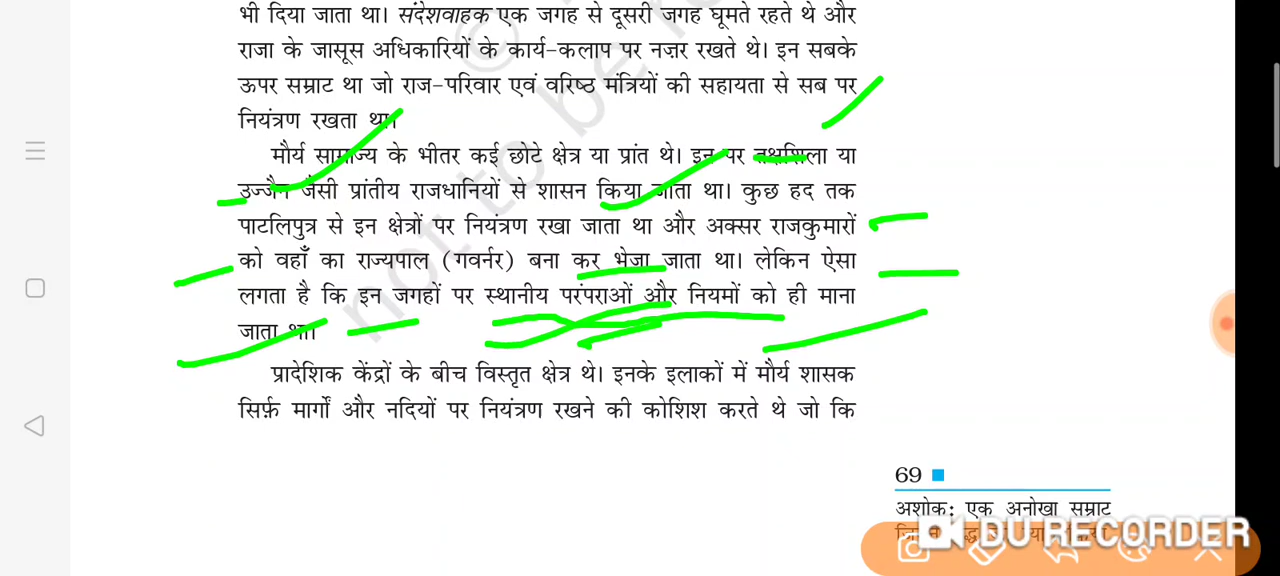 भी दिया जाता था। संदेशवाहक एक जगह से दूसरी जगह घूमते रहते थे और
राजा के जासूस अधिकारियों के कार्य-कलाप पर नज़र रखते थे। इन सबके
ऊपर सम्राट था जो राज-परिवार एवं वरिष्ठ मंत्रियों की सहायता से सब पर
नियंत्रण रखता था।
मौर्य साम्राज्य के भीतर कई छोटे क्षेत्र या प्रांत थे। इन पर तक्षशिला या
उज्जैन जैसी प्रांतीय राजधानियों से शासन किया जाता था। कुछ हद तक
पाटलिपुत्र से इन क्षेत्रों पर नियंत्रण रखा जाता था और अक्सर राजकुमारों
को वहाँ का राज्यपाल (गवर्नर) बना कर भेजा जाता था। लेकिन ऐसा
लगता है कि इन जगहों पर स्थानीय परंपराओं और नियमों को ही माना
जाता था।
प्रादेशिक केंद्रों के बीच विस्तृत क्षेत्र थे। इनके इलाकों में मौर्य शासक
सिर्फ़ मार्गों और नदियों पर नियंत्रण रखने की कोशिश करते थे जो कि
© not to be
69
अशोक: एक अनोखा सम्राट
DU RECORDER